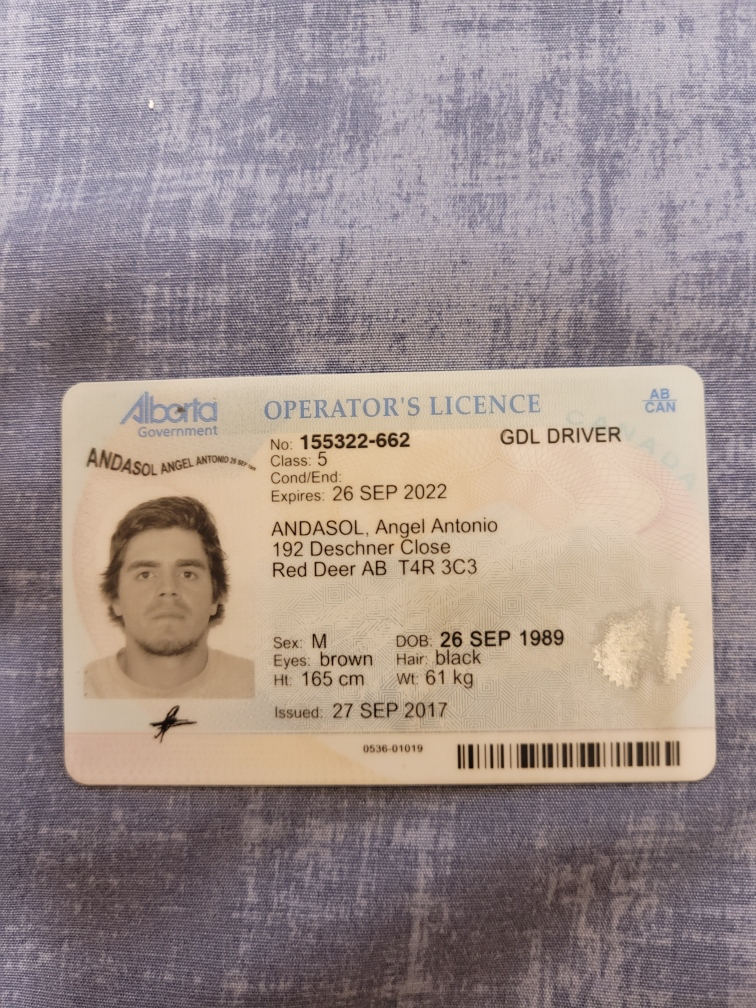 Alberta
Government
OPERATOR'S LICENCE
AB
CAN
No: 155322-662
GDL DRIVER
Class: 5
Cond/End:
Expires: 26 SEP 2022
ANDASOL ANGEL ANTONIO 26 SEP
CANADA
ANDASOL, Angel Antonio
192 Deschner Close
Red Deer AB T4R 3C3
Sex: M DOB: 26 SEP 1989
Eyes: brown Hair: black
Ht: 165 cm Wt: 61 kg
Issued: 27 SEP 2017
0536-01019